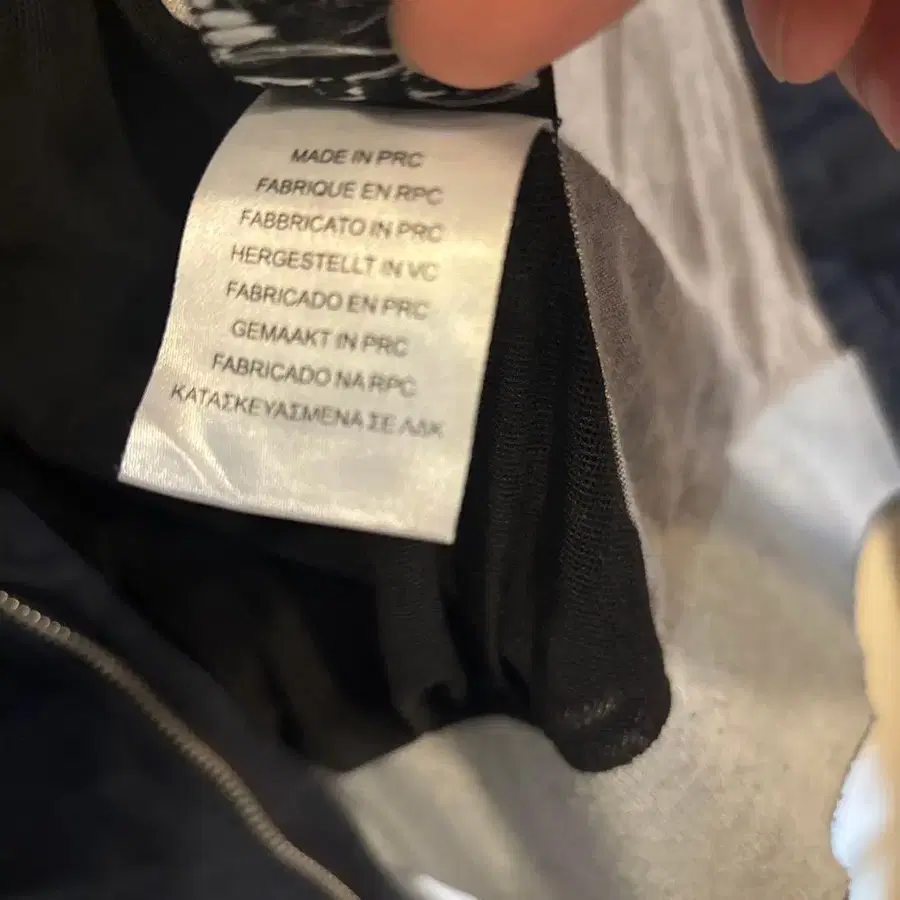 MADE IN PRC
FABRIQUE EN RPC
FABBRICATO IN PRC
HERGESTELLT IN VC
FABRICADO EN PRC
GEMAAKT IN PRC
FABRICADO NA RPC
ΚΑΤΑΣΚΕΥΑΣΜΕΝΑ ΣΕ ΛΔΚ